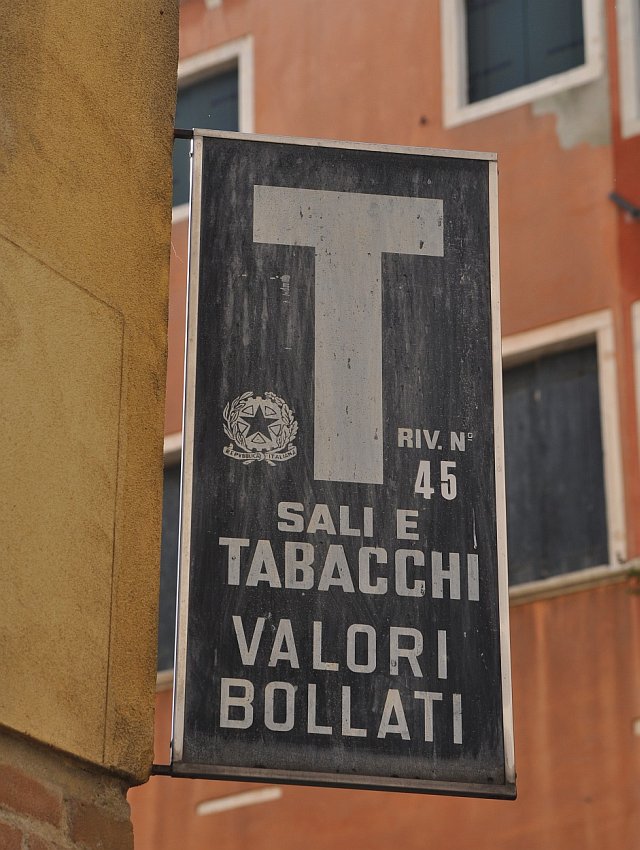 T
REPVBBLICA ITALIANA
RIV. Nº
45
SALI E
TABACCHI
VALORI
BOLLATI